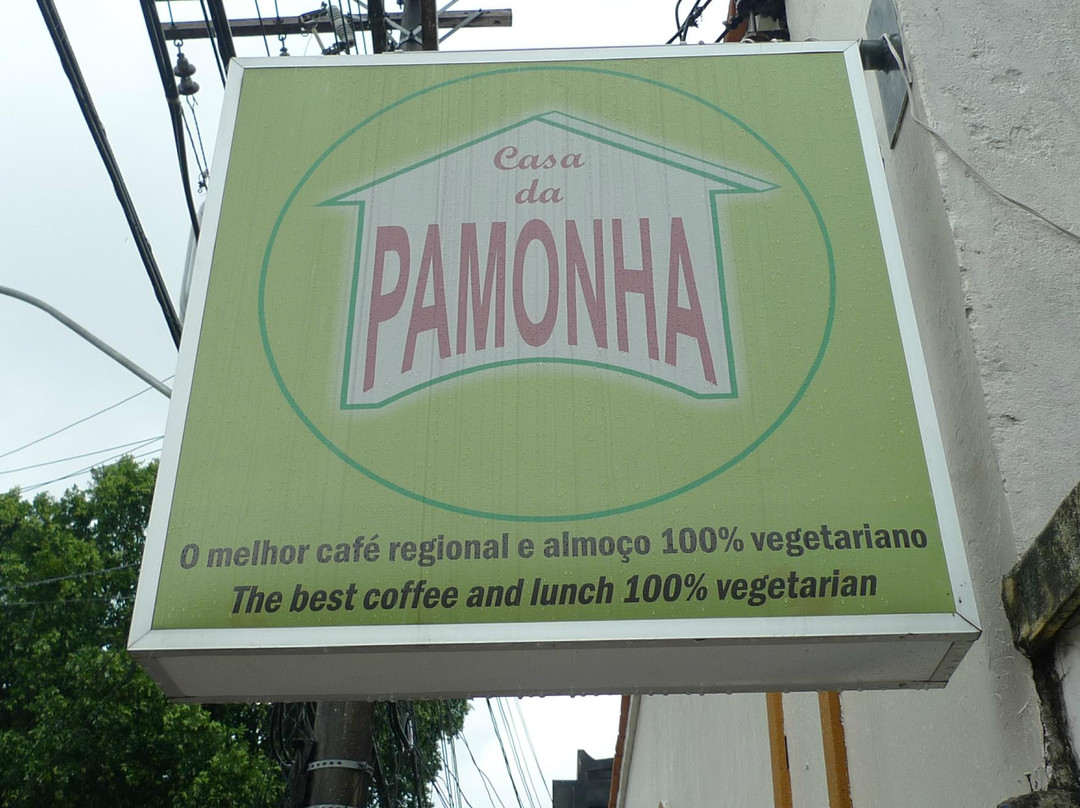 Casa
da
PAMONHA
O melhor café regional e almoço 100% vegetariano
The best coffee and lunch 100% vegetarian